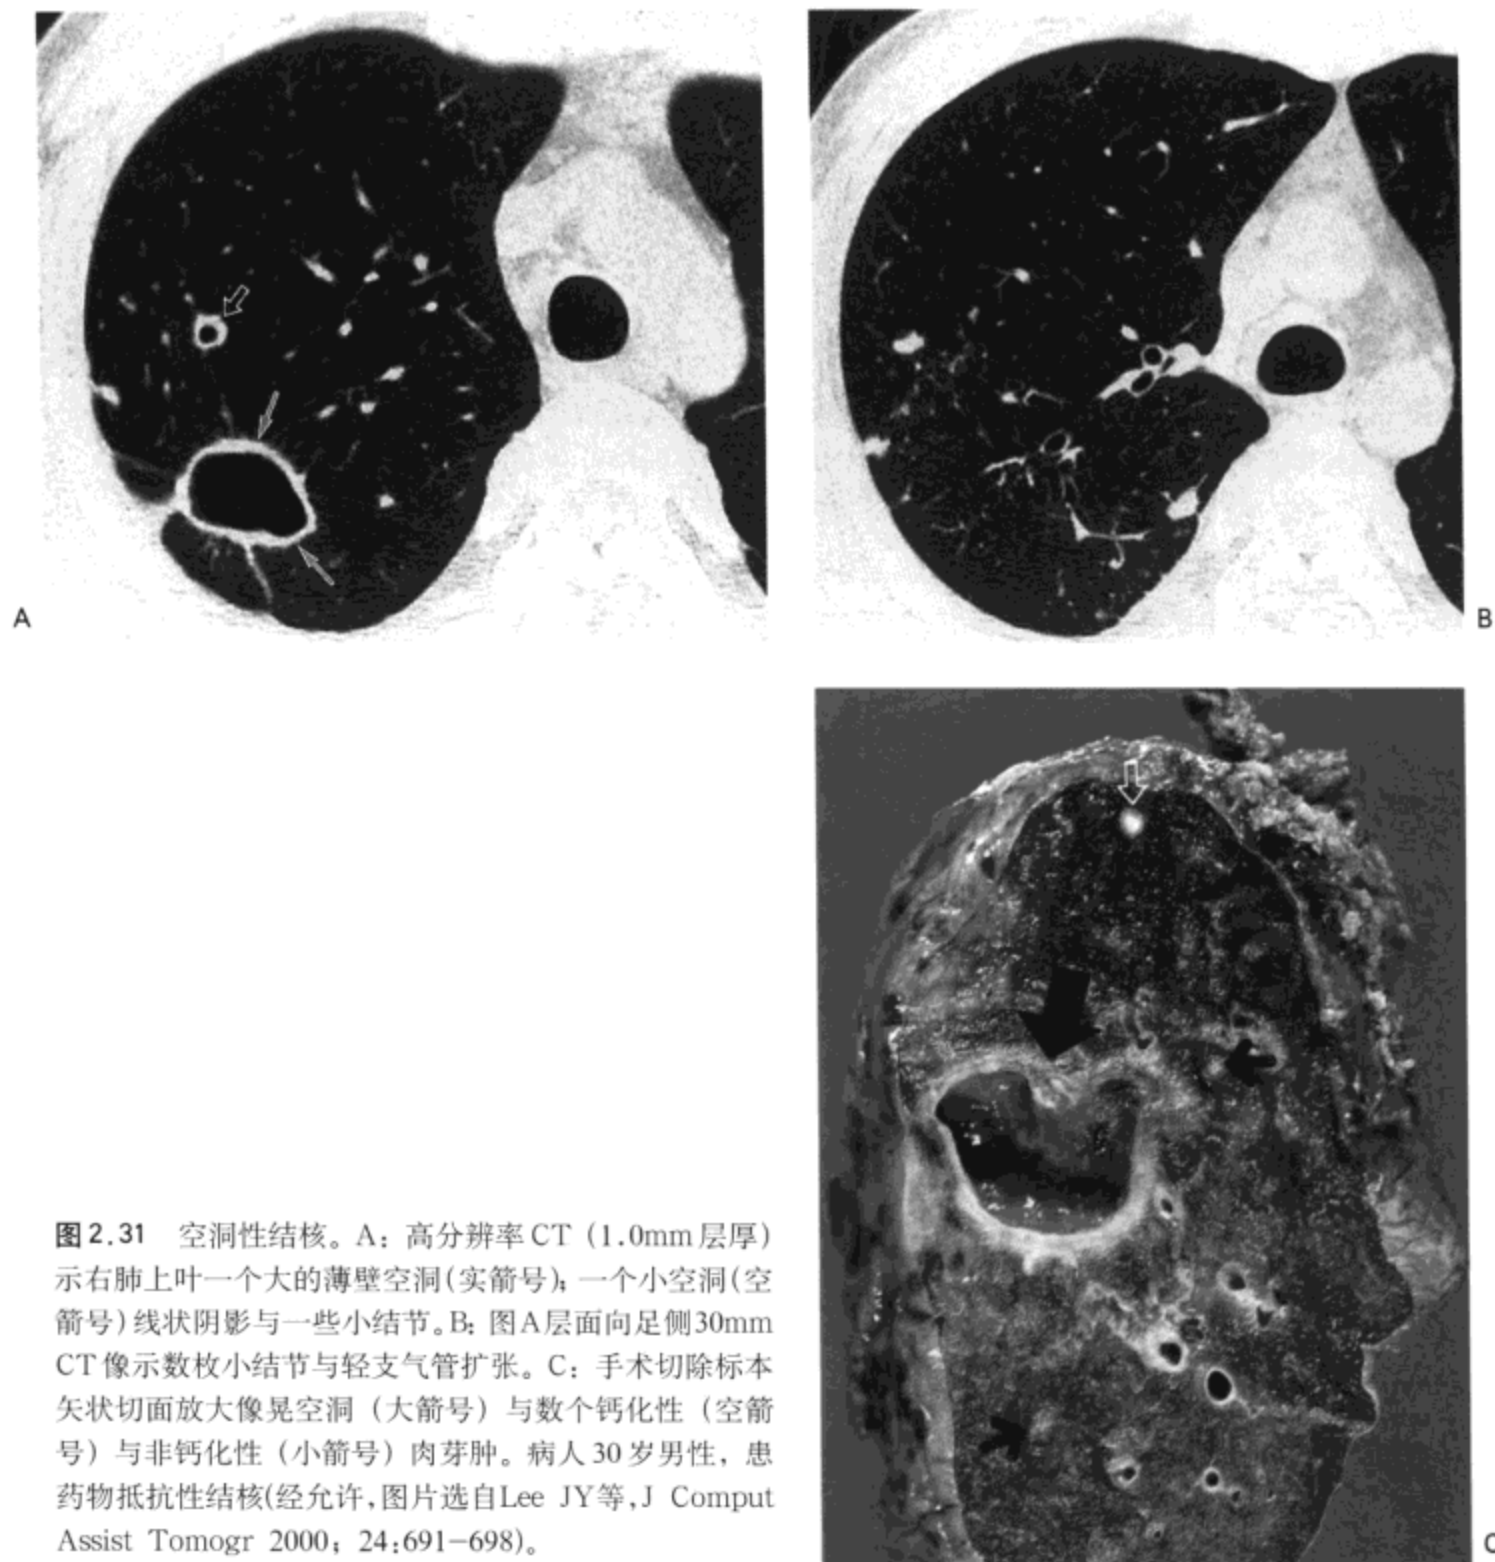 A
B
C
图2.31 空洞性结核。A：高分辨率CT（1.0mm层厚）
示右肺上叶一个大的薄壁空洞(实箭号)；一个小空洞(空
箭号)线状阴影与一些小结节。B：图A层面向足侧30mm
CT像示数枚小结节与轻支气管扩张。C：手术切除标本
矢状切面放大像晃空洞（大箭号）与数个钙化性（空箭
号）与非钙化性（小箭号）肉芽肿。病人30岁男性，患
药物抵抗性结核(经允许,图片选自Lee JY等,J Comput
Assist Tomogr 2000；24:691-698)。